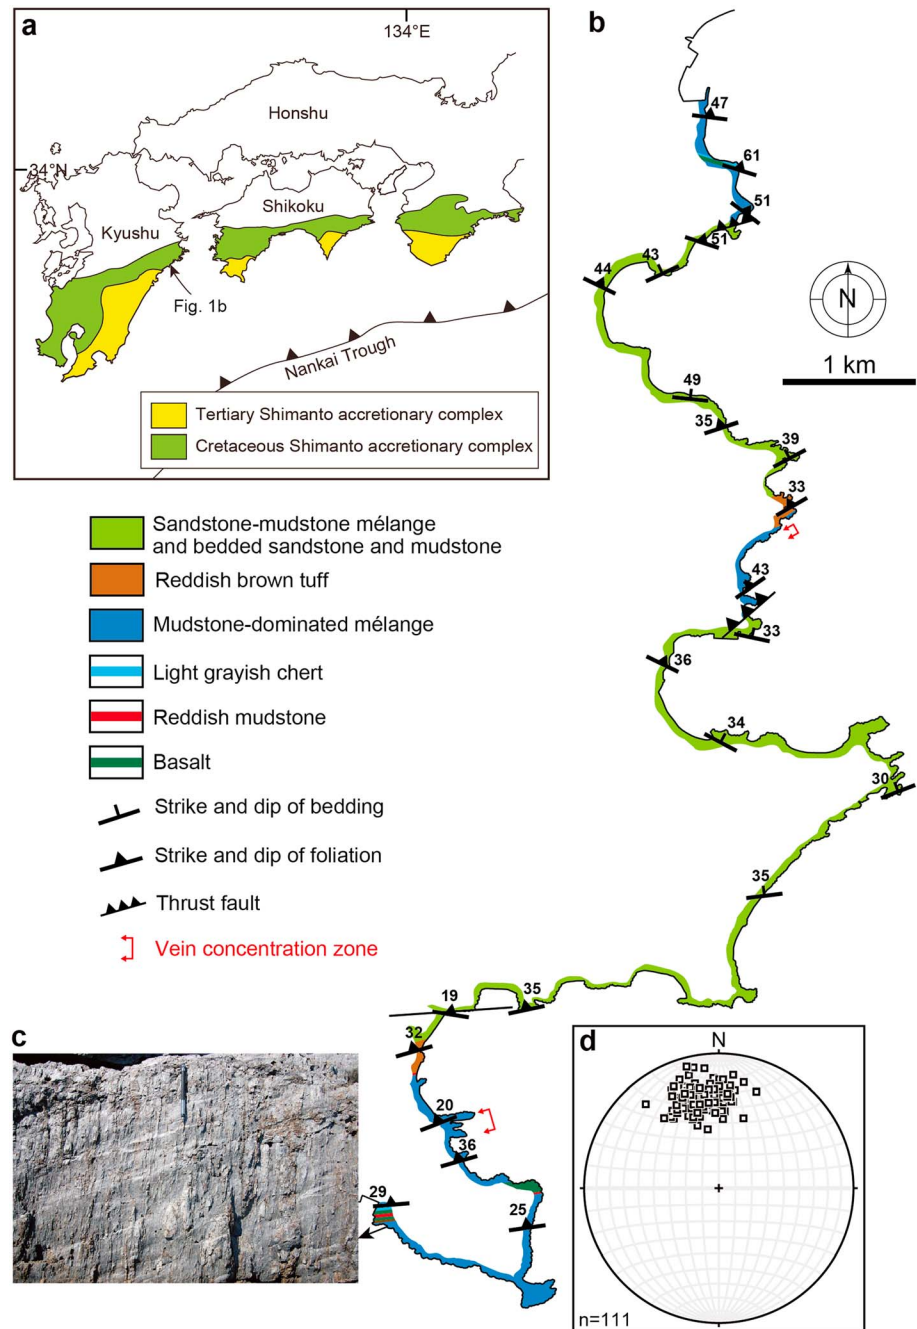 a
134°E
Honshu
34°N
Shikoku
Kyushu
Fig. 1b
Nankai Trough
Tertiary Shimanto accretionary complex
Cretaceous Shimanto accretionary complex
b
47
61
51
51
43
44
N
1 km
49
35
39
33
43
33
36
34
30
35
35
19
32
20
36
29
25
Sandstone-mudstone mélange
and bedded sandstone and mudstone
Reddish brown tuff
Mudstone-dominated mélange
Light grayish chert
Reddish mudstone
Basalt
Strike and dip of bedding
Strike and dip of foliation
Thrust fault
Vein concentration zone
c
d
N
n=111